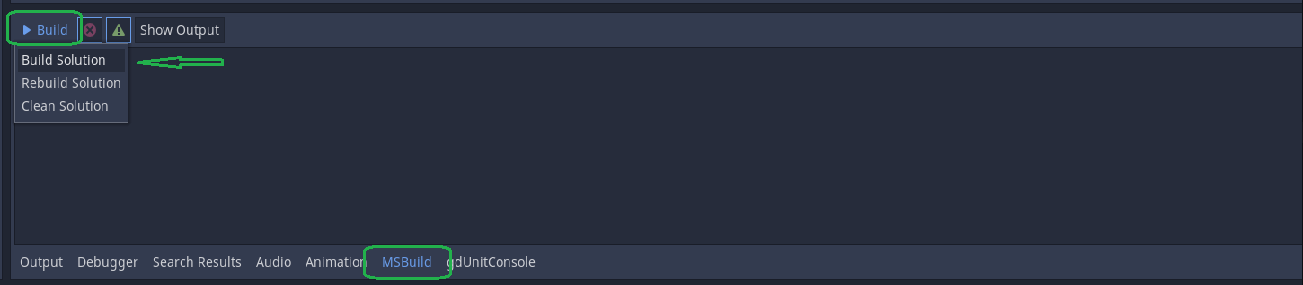 Build Show Output
Build Solution
Rebuild Solution
Clean Solution
Output Debugger Search Results Audio Animation MSBuild gdUnitConsole